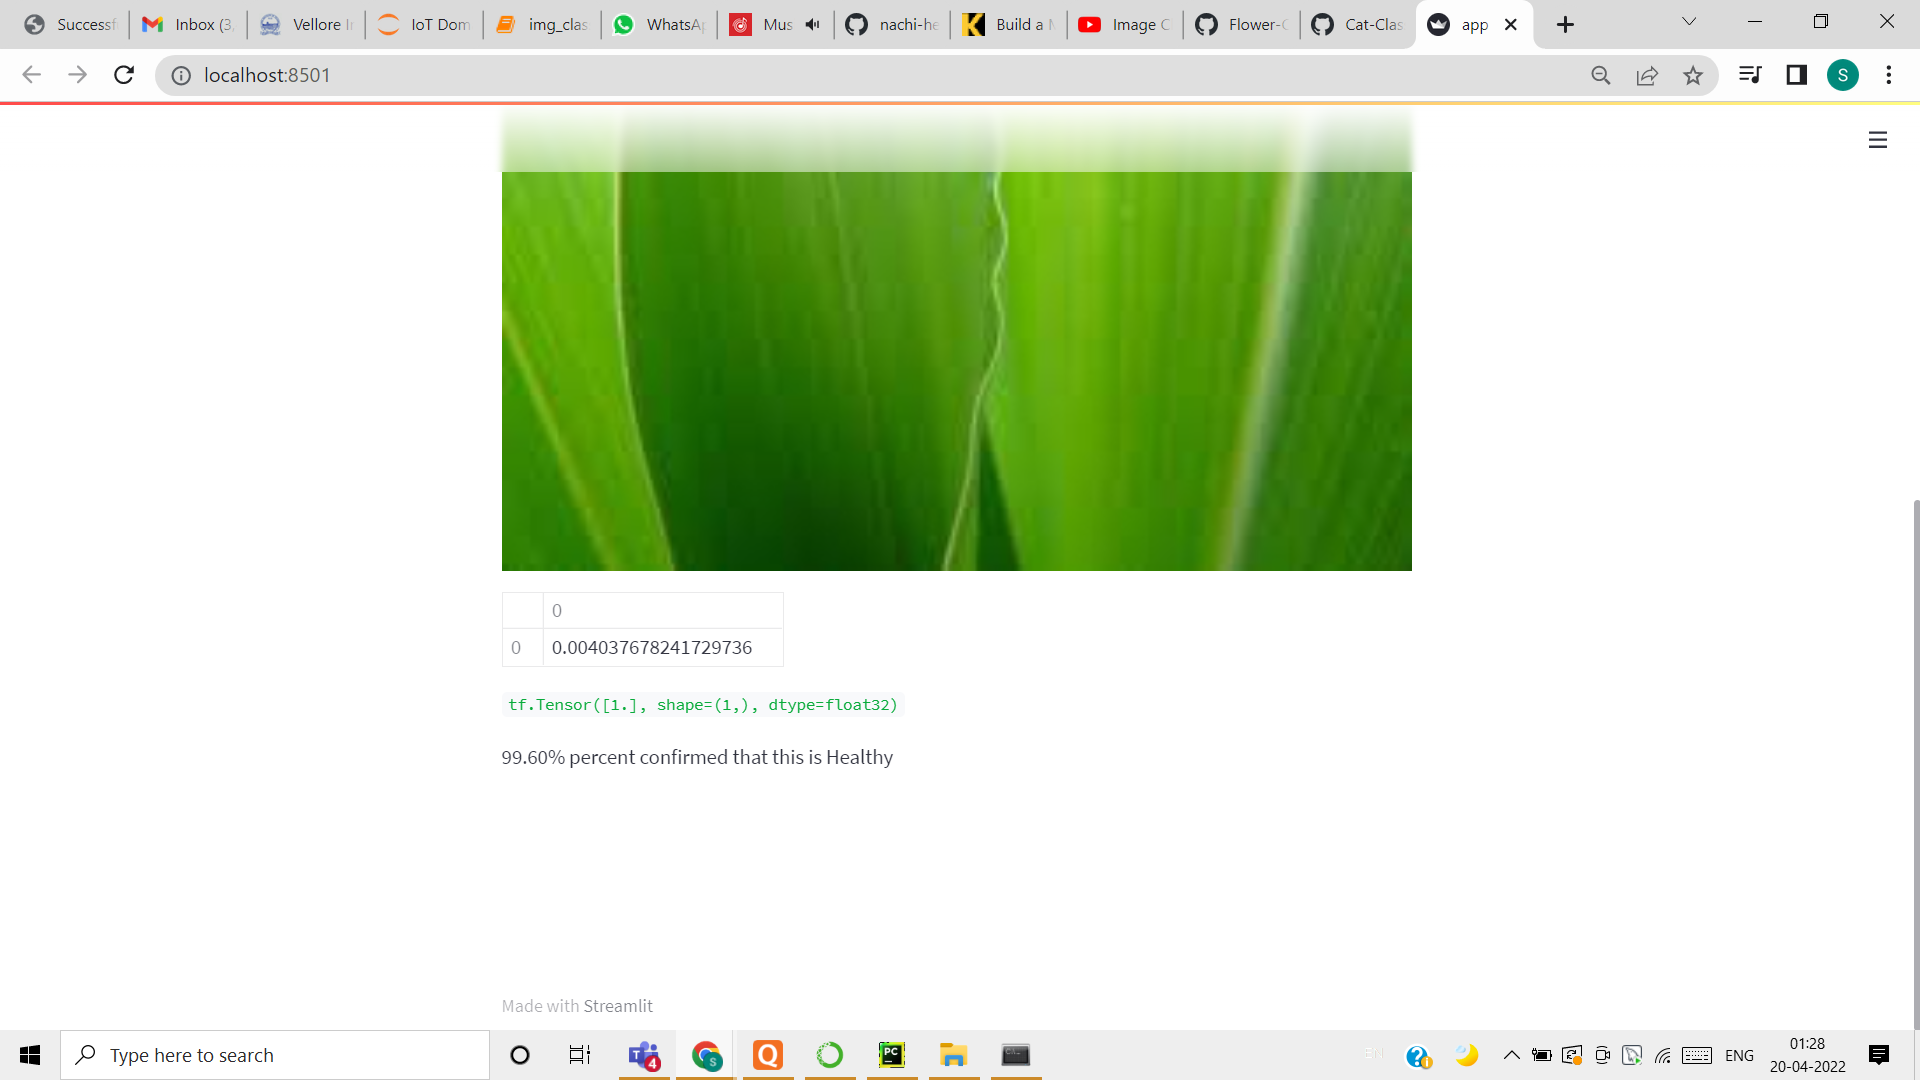 Successf Inbox (3, Vellore I IoT Dom img_clas WhatsAp Mus nachi-he Build a Image C Flower-C Cat-Clas app
localhost:8501
S
0
0 0.004037678241729736
tf.Tensor([1.], shape=(1,), dtype=float32)
99.60% percent confirmed that this is Healthy
Made with Streamlit
Type here to search
4
S
PC
ENG
01:28
20-04-2022